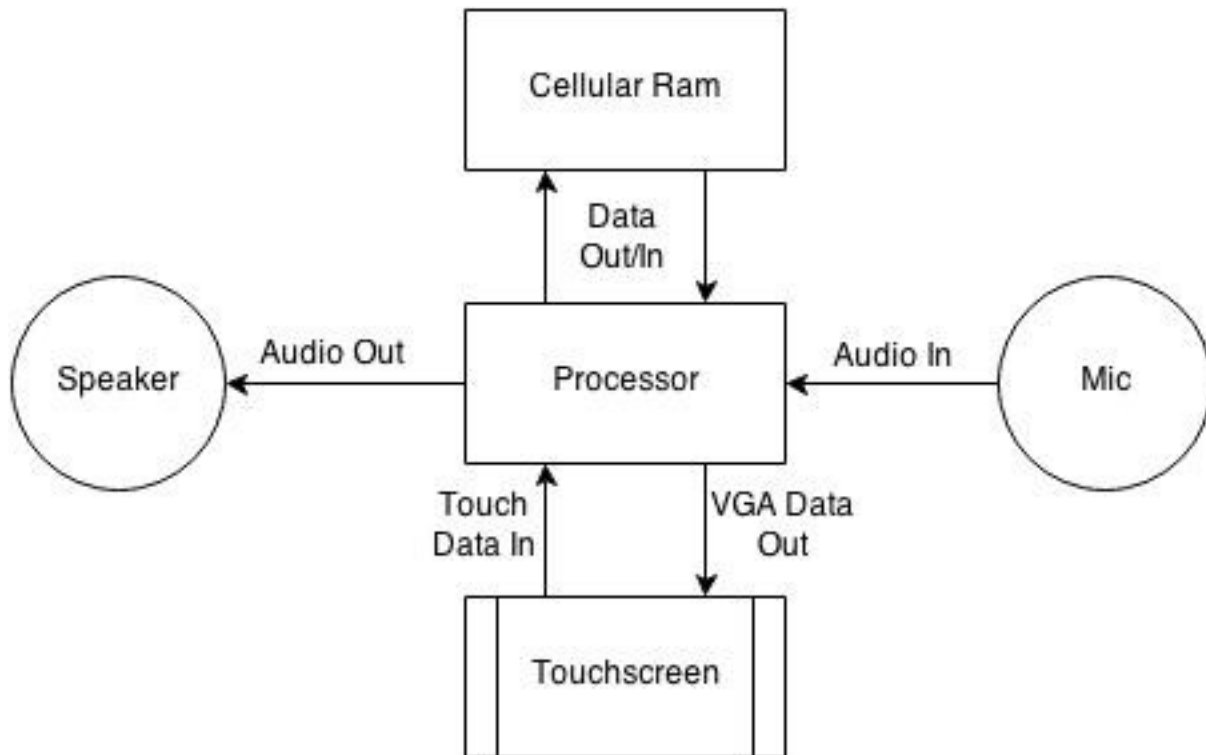 Cellular Ram
Data
Out/In
Audio Out
Audio In
Speaker
Processor
Mic
Touch
Data In
VGA Data
Out
Touchscreen